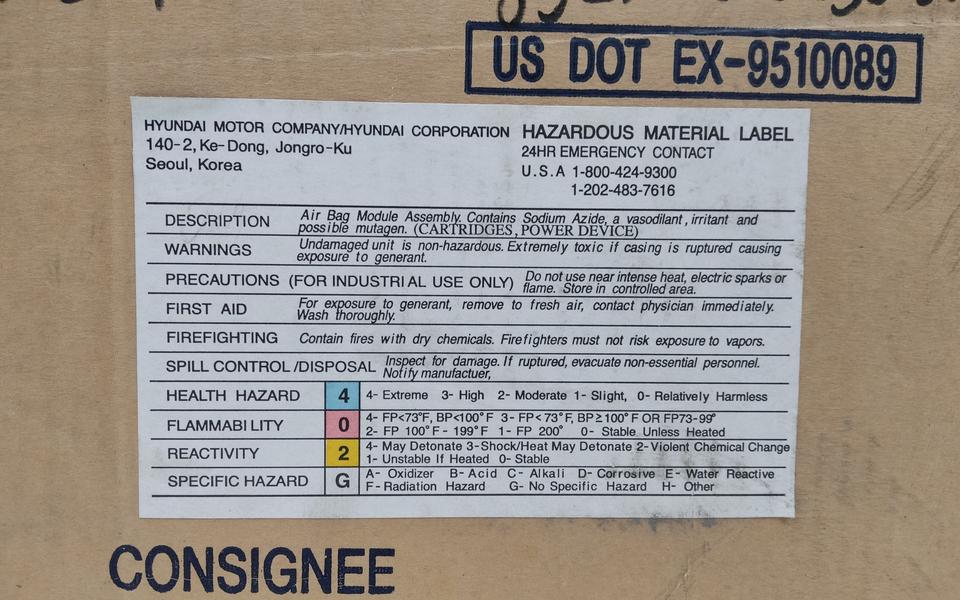 US DOT EX-9510089
HYUNDAI MOTOR COMPANY/HYUNDAI CORPORATION
140-2, Ke-Dong, Jongro-Ku
Seoul, Korea
HAZARDOUS MATERIAL LABEL
24HR EMERGENCY CONTACT
U.S.A 1-800-424-9300
1-202-483-7616
DESCRIPTION Air Bag Module Assembly. Contains Sodium Azide, a vasodilant, irritant and
possible mutagen. (CARTRIDGES, POWER DEVICE)
WARNINGS Undamaged unit is non-hazardous. Extremely toxic if casing is ruptured causing
exposure to generant.
PRECAUTIONS (FOR INDUSTRIAL USE ONLY) Do not use near intense heat, electric sparks or
flame. Store in controlled area.
FIRST AID For exposure to generant, remove to fresh air, contact physician immediately.
Wash thoroughly.
FIREFIGHTING Contain fires with dry chemicals. Firefighters must not risk exposure to vapors.
SPILL CONTROL/DISPOSAL Inspect for damage. If ruptured, evacuate non-essential personnel.
Notify manufactuer,
HEALTH HAZARD 4 4- Extreme 3- High 2- Moderate 1- Slight, 0- Relatively Harmless
FLAMMABILITY 0 4- FP<73°F, BP<100°F 3- FP<73°F, BP≥100°F OR FP73-99°
2- FP 100°F - 199°F 1- FP 200° 0- Stable Unless Heated
REACTIVITY 2 4- May Detonate 3-Shock/Heat May Detonate 2-Violent Chemical Change
1- Unstable If Heated 0- Stable
SPECIFIC HAZARD G A- Oxidizer B- Acid C- Alkali D- Corrosive E- Water Reactive
F- Radiation Hazard G- No Specific Hazard H- Other
CONSIGNEE